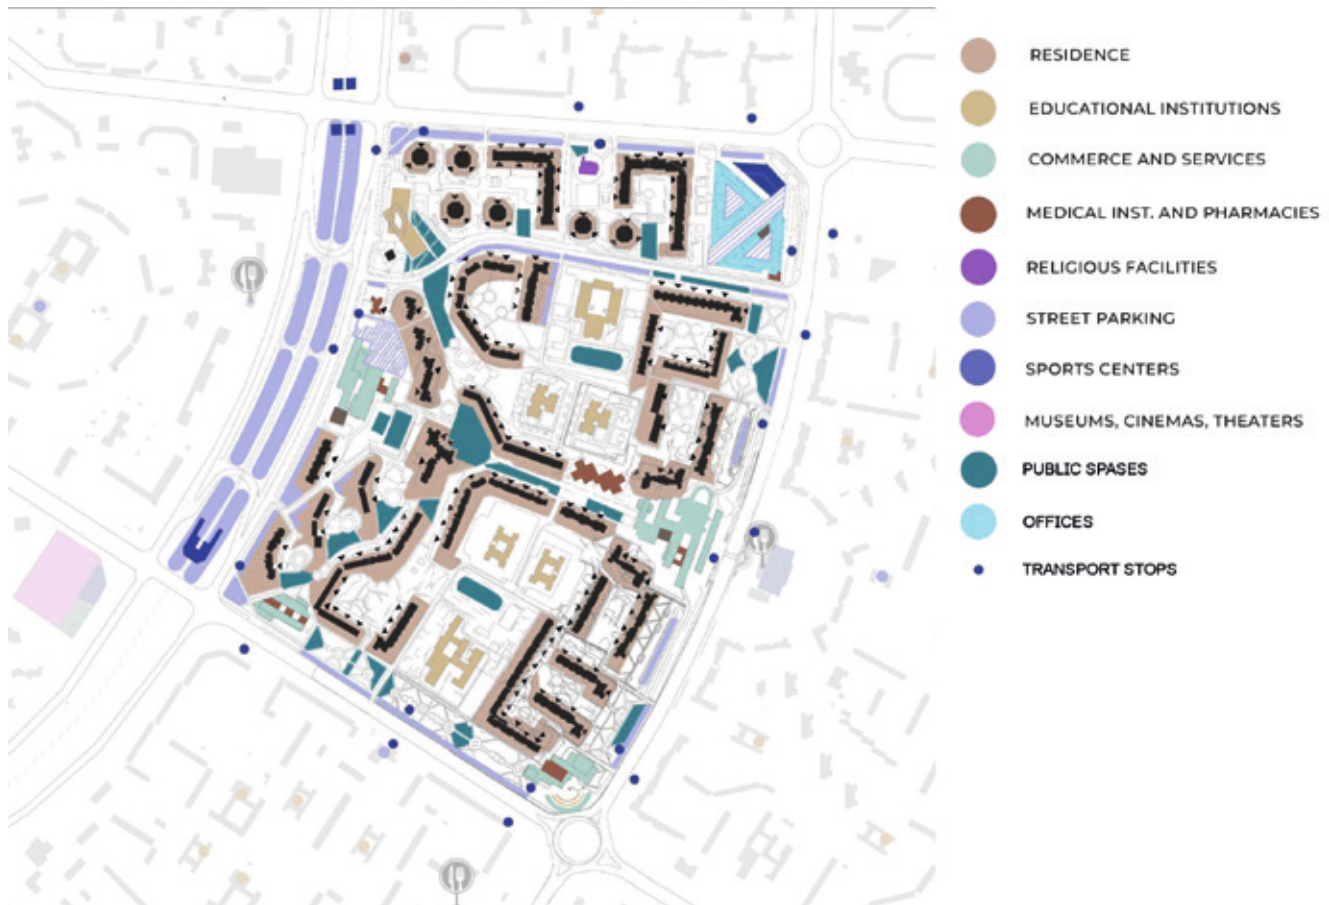 RESIDENCE
EDUCATIONAL INSTITUTIONS
COMMERCE AND SERVICES
MEDICAL INST. AND PHARMACIES
RELIGIOUS FACILITIES
STREET PARKING
SPORTS CENTERS
MUSEUMS, CINEMAS, THEATERS
PUBLIC SPASES
OFFICES
TRANSPORT STOPS